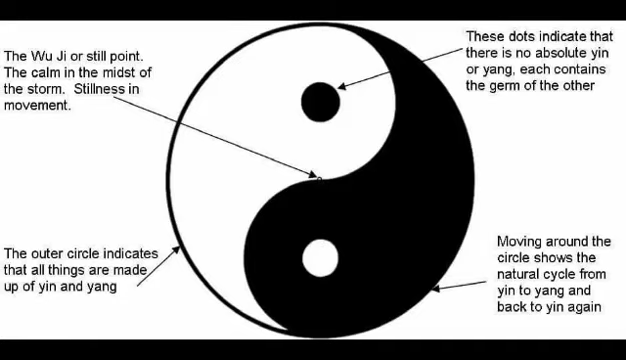 The Wu Ji or still point.
The calm in the midst of
the storm. Stillness in
movement.
These dots indicate that
there is no absolute yin
or yang, each contains
the germ of the other
The outer circle indicates
that all things are made
up of yin and yang
Moving around the
circle shows the
natural cycle from
yin to yang and
back to yin again